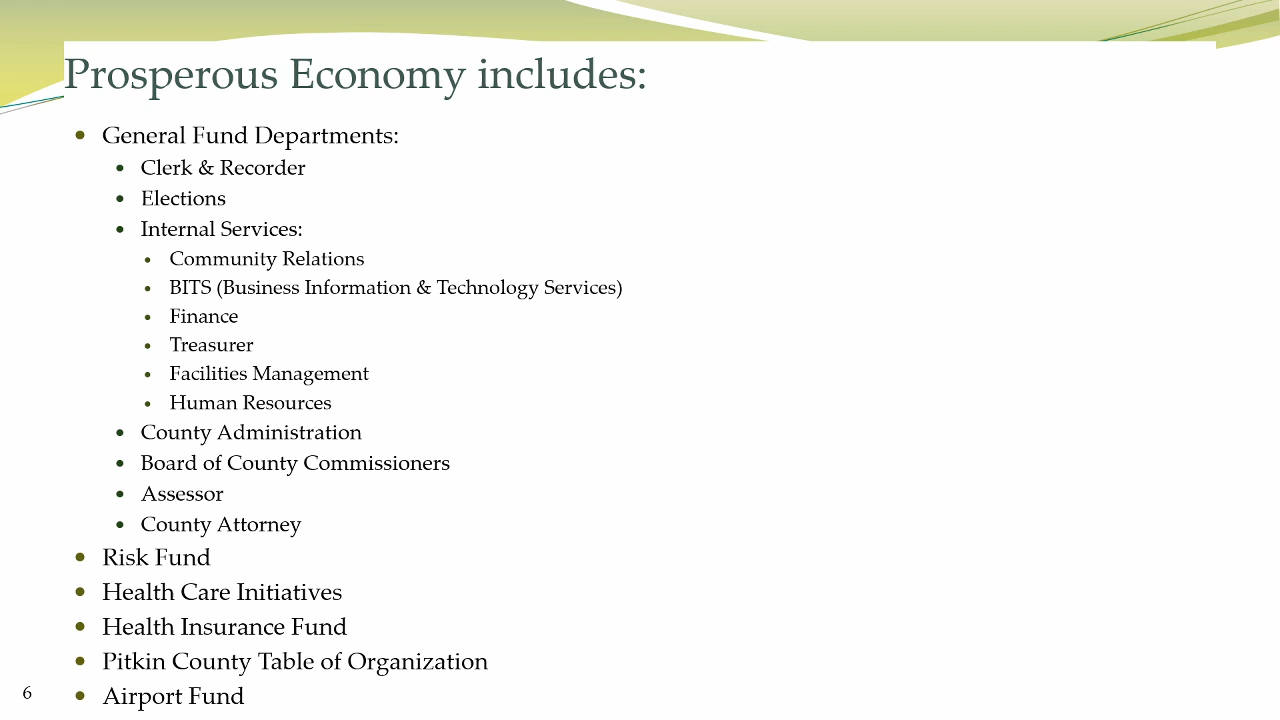 Prosperous Economy includes:
• General Fund Departments:
• Clerk & Recorder
• Elections
• Internal Services:
• Community Relations
• BITS (Business Information & Technology Services)
• Finance
• Treasurer
• Facilities Management
• Human Resources
• County Administration
• Board of County Commissioners
• Assessor
• County Attorney
• Risk Fund
• Health Care Initiatives
• Health Insurance Fund
• Pitkin County Table of Organization
• Airport Fund
6